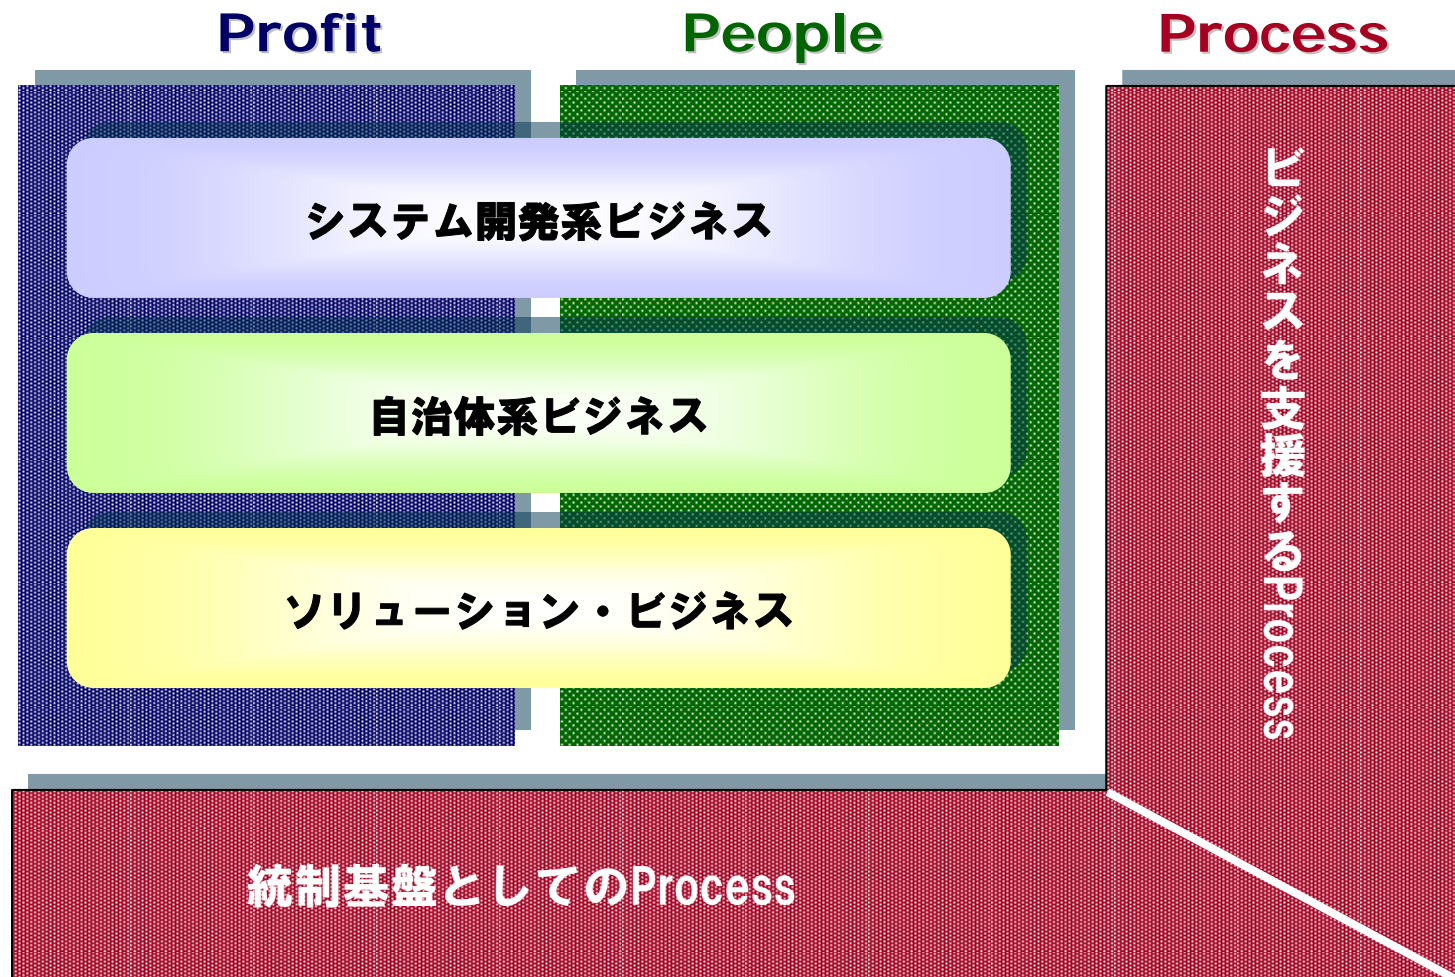 Profit
People
Process
システム開発系ビジネス
自治体系ビジネス
ソリューション・ビジネス
ビジネスを支援するProcess
統制基盤としてのProcess